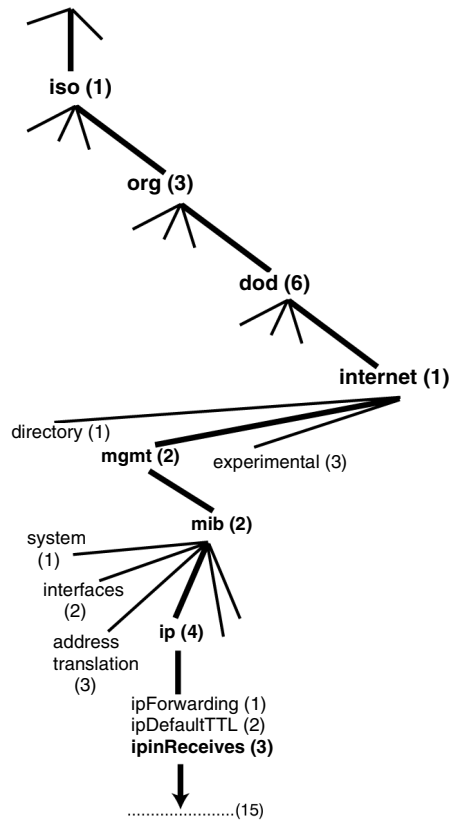 iso (1)
org (3)
dod (6)
internet (1)
directory (1)
mgmt (2)
experimental (3)
mib (2)
system
(1)
interfaces
(2)
address
translation
(3)
ip (4)
ipForwarding (1)
ipDefaultTTL (2)
ipinReceives (3)
.......................(15)